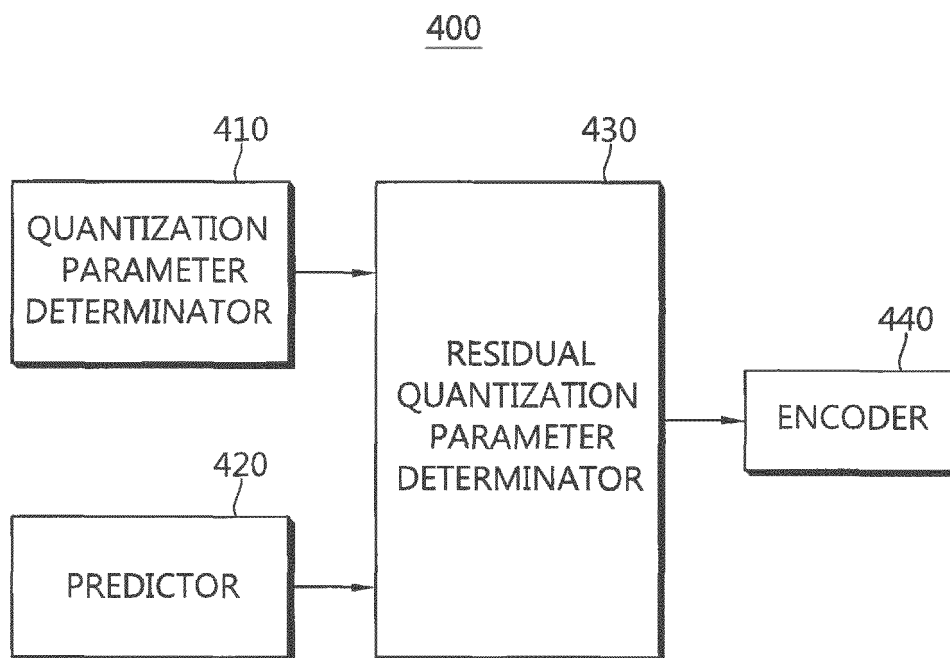 400
410
QUANTIZATION
PARAMETER
DETERMINATOR
420
PREDICTOR
430
RESIDUAL
QUANTIZATION
PARAMETER
DETERMINATOR
440
ENCODER